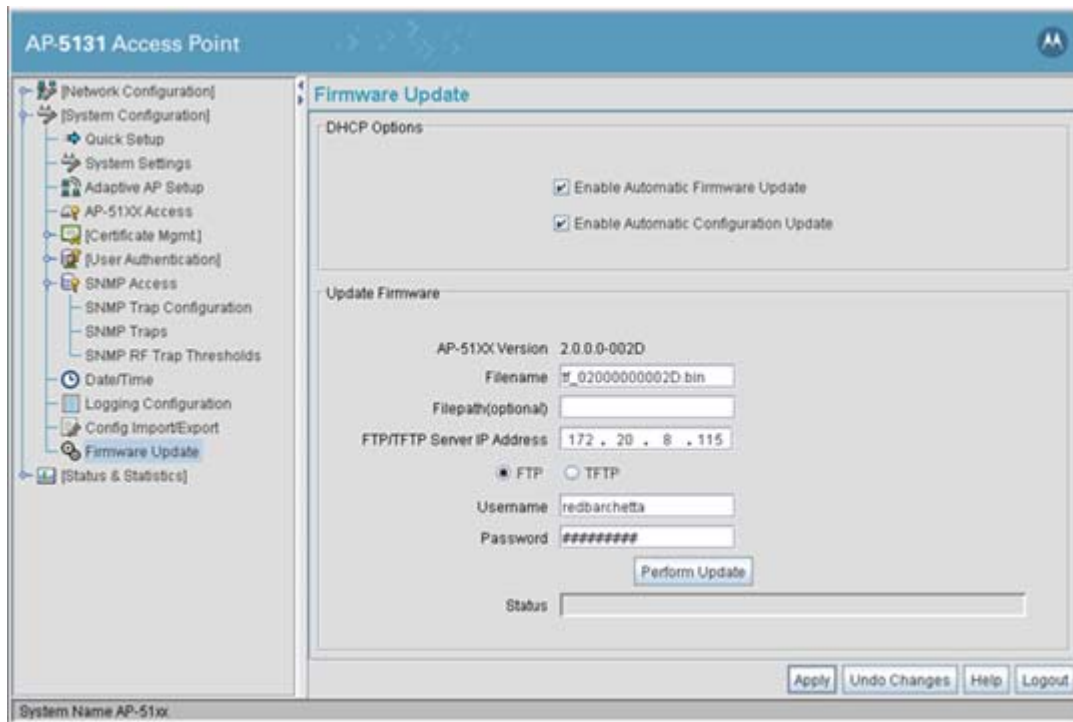 AP-5131 Access Point
[Network Configuration]
[System Configuration]
Quick Setup
System Settings
Adaptive AP Setup
AP-51XX Access
[Certificate Mgmt.]
[User Authentication]
SNMP Access
SNMP Trap Configuration
SNMP Traps
SNMP RF Trap Thresholds
Date/Time
Logging Configuration
Config Import/Export
Firmware Update
[Status & Statistics]
Firmware Update
DHCP Options
Enable Automatic Firmware Update
Enable Automatic Configuration Update
Update Firmware
AP-51XX Version 2.0.0.0-002D
Filename tf_02000000002D.bin
Filepath(optional)
FTP/TFTP Server IP Address 172 . 20 . 8 . 115
FTP TFTP
Username redbarchetta
Password #########
Perform Update
Status
Apply Undo Changes Help Logout
System Name AP-51xx